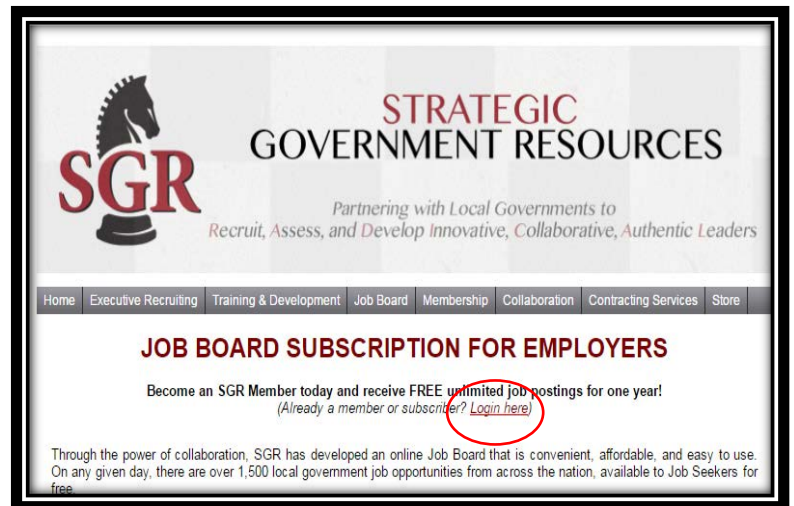 SGR
STRATEGIC
GOVERNMENT RESOURCES
Partnering with Local Governments to
Recruit, Assess, and Develop Innovative, Collaborative, Authentic Leaders
Home Executive Recruiting Training & Development Job Board Membership Collaboration Contracting Services Store
JOB BOARD SUBSCRIPTION FOR EMPLOYERS
Become an SGR Member today and receive FREE unlimited job postings for one year!
(Already a member or subscriber? Login here)
Through the power of collaboration, SGR has developed an online Job Board that is convenient, affordable, and easy to use.
On any given day, there are over 1,500 local government job opportunities from across the nation, available to Job Seekers for
free.